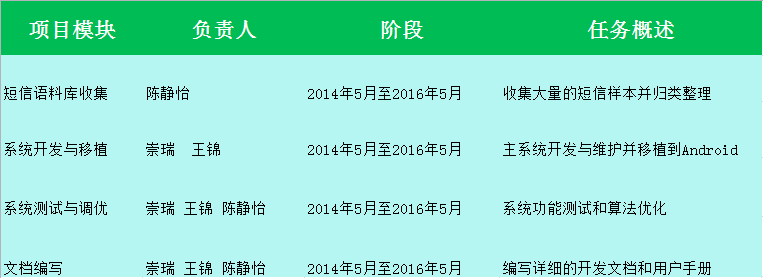 项目模块 负责人 阶段 任务概述
短信语料库收集 陈静怡 2014年5月至2016年5月 收集大量的短信样本并归类整理
系统开发与移植 崇瑞 王锦 2014年5月至2016年5月 主系统开发与维护并移植到Android
系统测试与调优 崇瑞 王锦 陈静怡 2014年5月至2016年5月 系统功能测试和算法优化
文档编写 崇瑞 王锦 陈静怡 2014年5月至2016年5月 编写详细的开发文档和用户手册